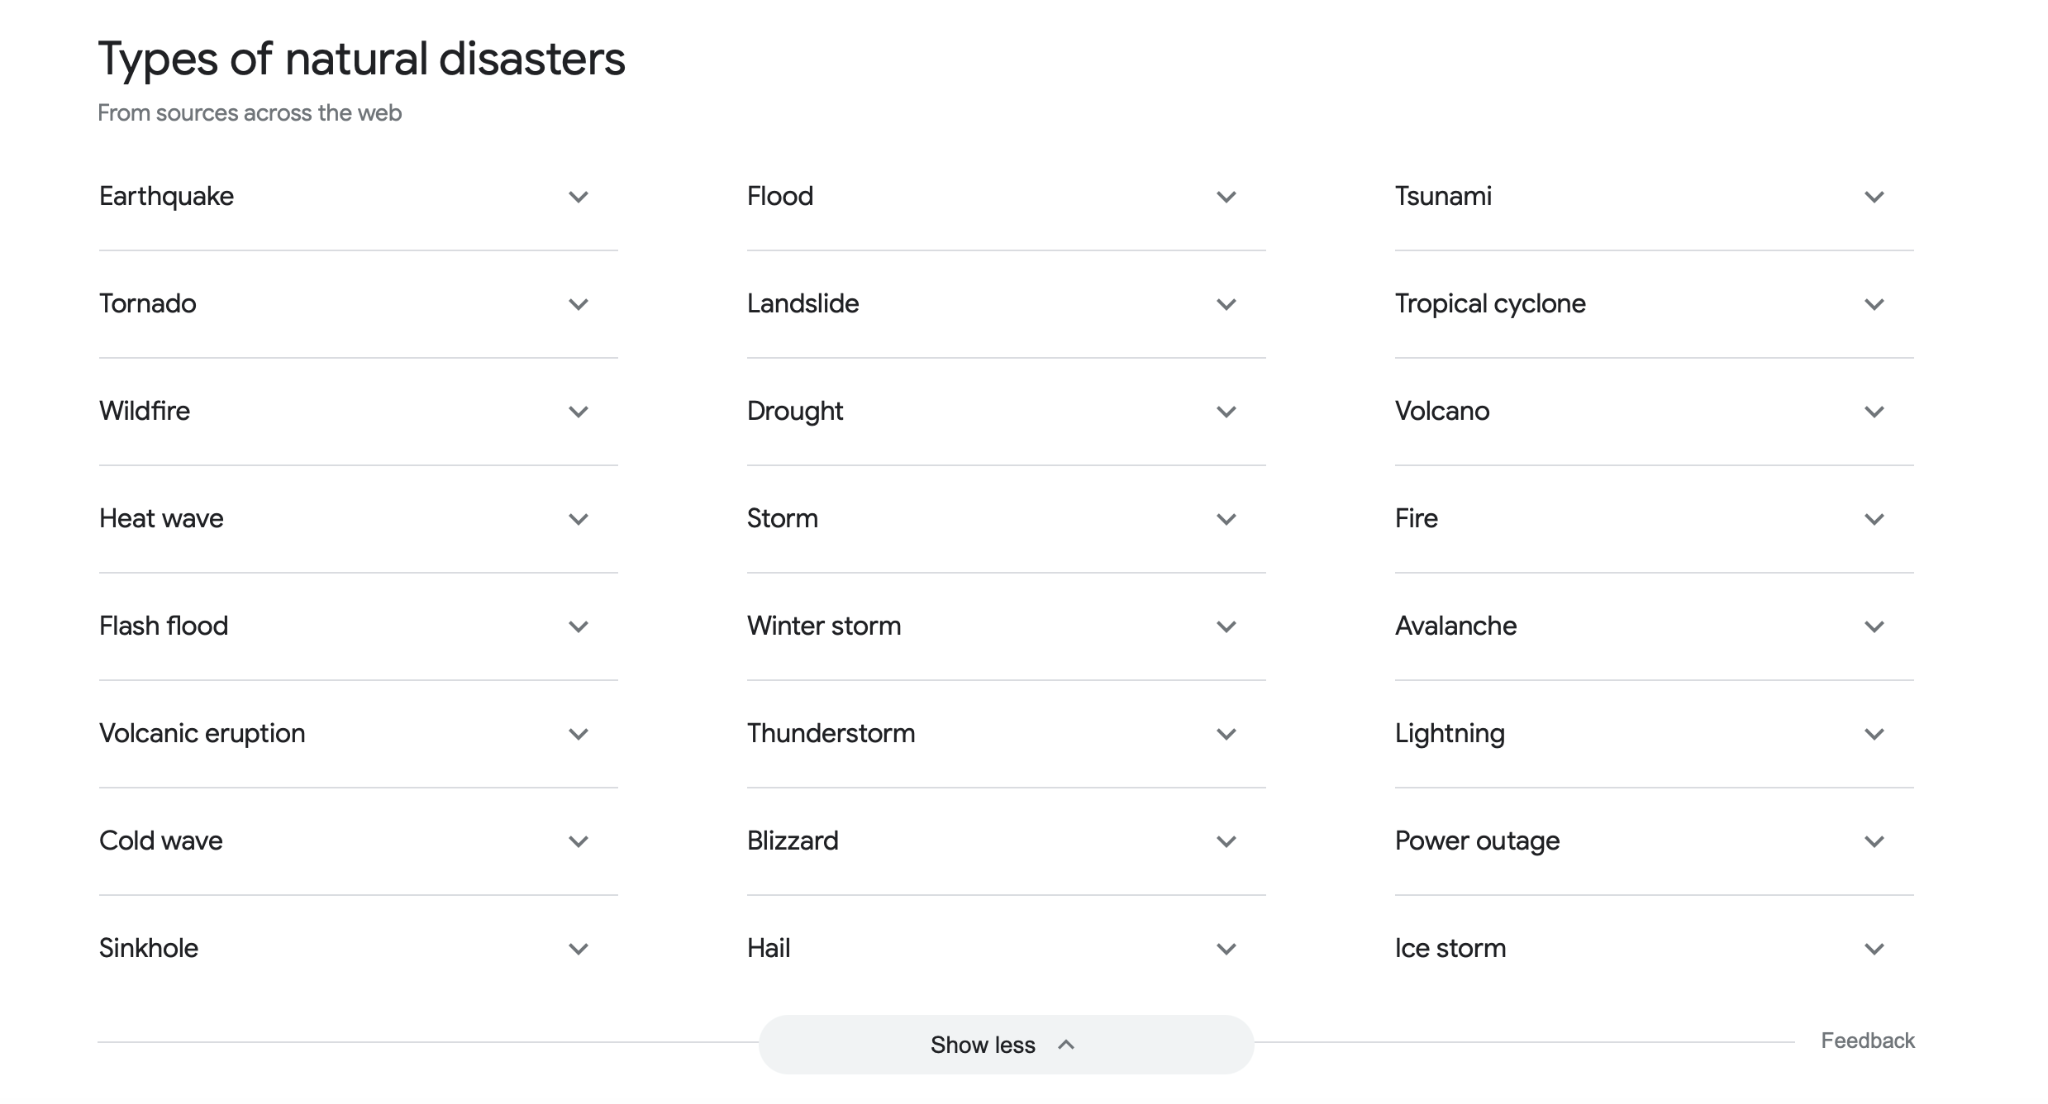 Types of natural disasters
From sources across the web
Earthquake
Flood
Tsunami
Tornado
Landslide
Tropical cyclone
Wildfire
Drought
Volcano
Heat wave
Storm
Fire
Flash flood
Winter storm
Avalanche
Volcanic eruption
Thunderstorm
Lightning
Cold wave
Blizzard
Power outage
Sinkhole
Hail
Ice storm
Show less
Feedback